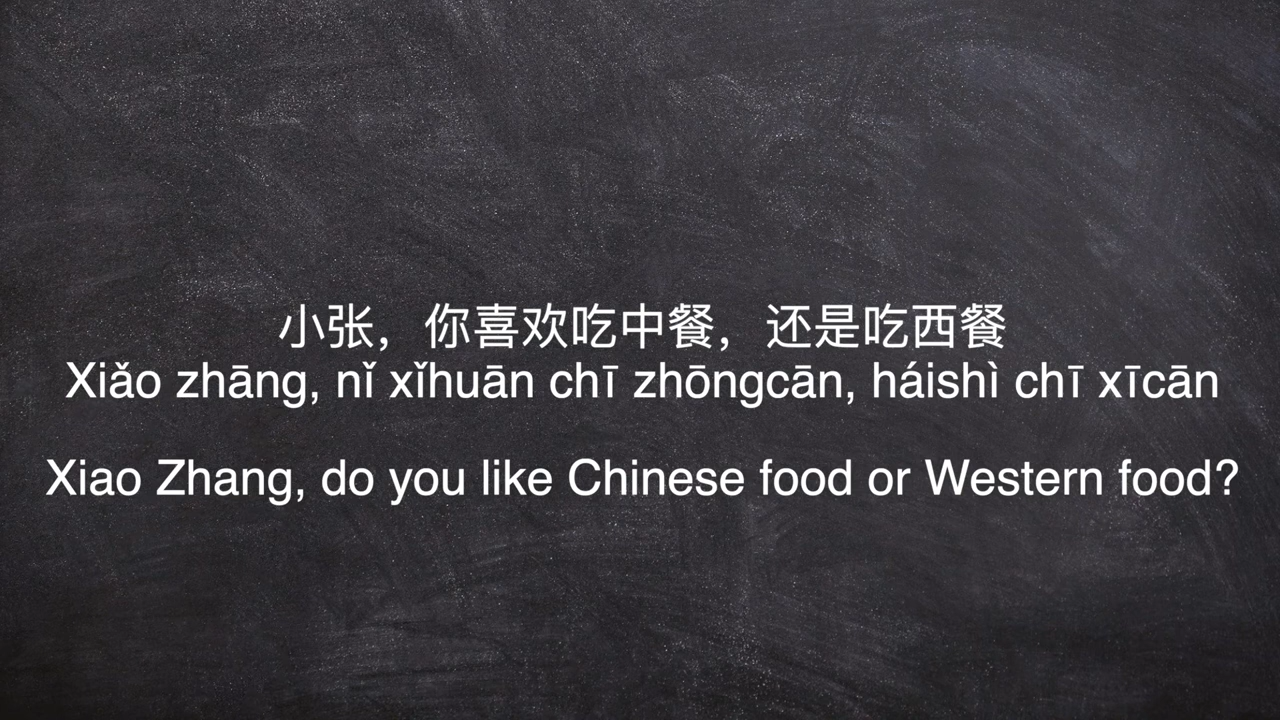 小张，你喜欢吃中餐，还是吃西餐
Xiǎo zhāng, nǐ xǐhuān chī zhōngcān, háishì chī xīcān
Xiao Zhang, do you like Chinese food or Western food?